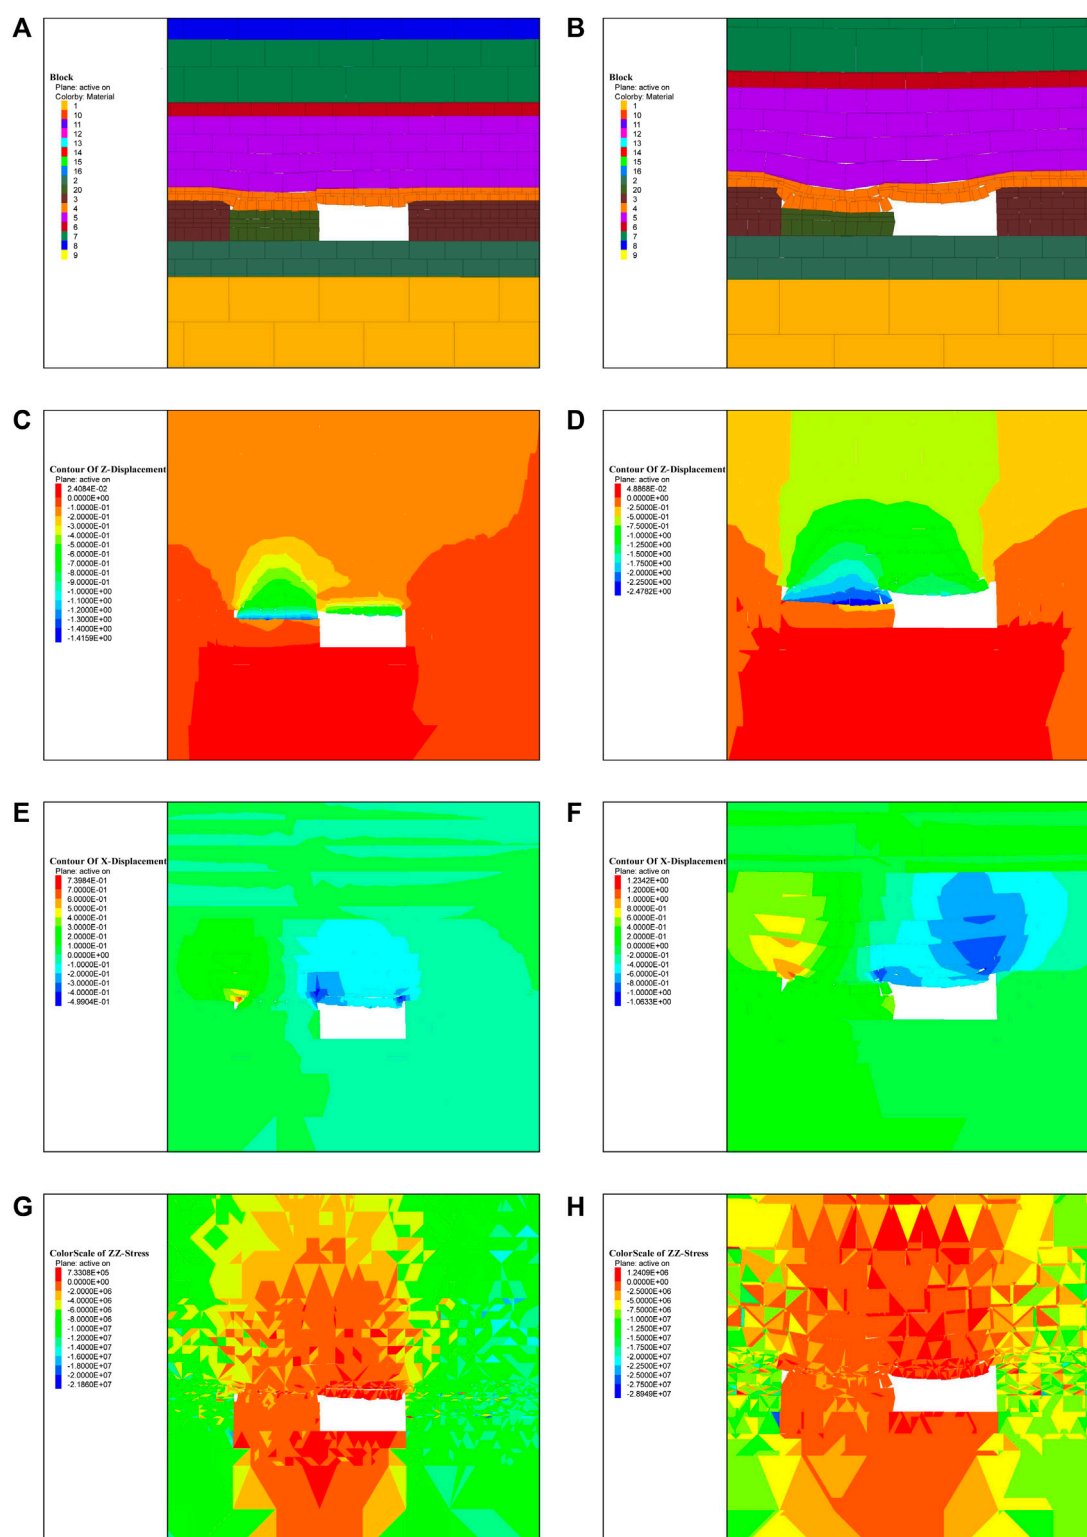 A
Block
Plane: active on
Colorby: Material
1
10
11
12
13
14
15
16
2
20
3
4
5
6
7
8
9
B
Block
Plane: active on
Colorby: Material
1
10
11
12
13
14
15
16
2
20
3
4
5
6
7
8
9
C
Contour Of Z-Displacement
Plane: active on
2.4084E-02
0.0000E+00
-1.0000E-01
-2.0000E-01
-3.0000E-01
-4.0000E-01
-5.0000E-01
-6.0000E-01
-7.0000E-01
-8.0000E-01
-9.0000E-01
-1.0000E+00
-1.1000E+00
-1.2000E+00
-1.3000E+00
-1.4000E+00
-1.4159E+00
D
Contour Of Z-Displacement
Plane: active on
4.8868E-02
0.0000E+00
-2.5000E-01
-5.0000E-01
-7.5000E-01
-1.0000E+00
-1.2500E+00
-1.5000E+00
-1.7500E+00
-2.0000E+00
-2.2500E+00
-2.4782E+00
E
Contour Of X-Displacement
Plane: active on
7.3984E-01
7.0000E-01
6.0000E-01
5.0000E-01
4.0000E-01
3.0000E-01
2.0000E-01
1.0000E-01
0.0000E+00
-1.0000E-01
-2.0000E-01
-3.0000E-01
-4.0000E-01
-4.9904E-01
F
Contour Of X-Displacement
Plane: active on
1.2342E+00
1.2000E+00
1.0000E+00
8.0000E-01
6.0000E-01
4.0000E-01
2.0000E-01
0.0000E+00
-2.0000E-01
-4.0000E-01
-6.0000E-01
-8.0000E-01
-1.0000E+00
-1.0633E+00
G
ColorScale of ZZ-Stress
Plane: active on
7.3308E+05
0.0000E+00
-2.0000E+06
-4.0000E+06
-6.0000E+06
-8.0000E+06
-1.0000E+07
-1.2000E+07
-1.4000E+07
-1.6000E+07
-1.8000E+07
-2.0000E+07
-2.1860E+07
H
ColorScale of ZZ-Stress
Plane: active on
1.2409E+06
0.0000E+00
-2.5000E+06
-5.0000E+06
-7.5000E+06
-1.0000E+07
-1.2500E+07
-1.5000E+07
-1.7500E+07
-2.0000E+07
-2.2500E+07
-2.5000E+07
-2.7500E+07
-2.8949E+07